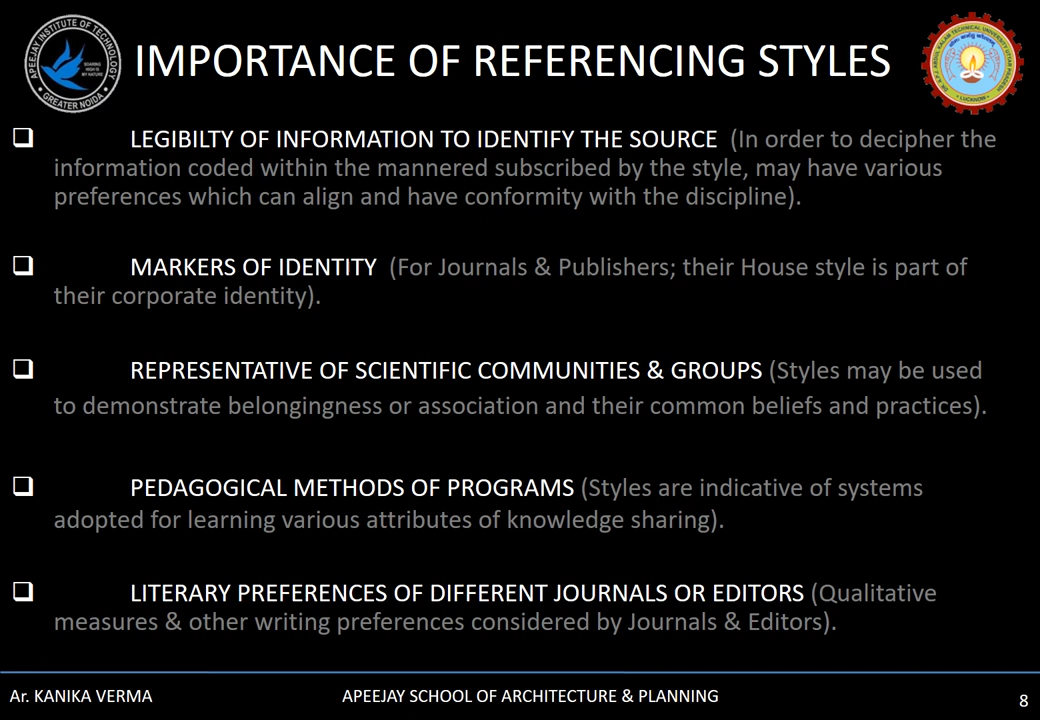 IMPORTANCE OF REFERENCING STYLES
APEEJAY INSTITUTE OF TECHNOLOGY
SOARING HIGH IS MY NATURE
• GREATER NOIDA •
LUCKNOW
LEGIBILTY OF INFORMATION TO IDENTIFY THE SOURCE (In order to decipher the
information coded within the mannered subscribed by the style, may have various
preferences which can align and have conformity with the discipline).
MARKERS OF IDENTITY (For Journals & Publishers; their House style is part of
their corporate identity).
REPRESENTATIVE OF SCIENTIFIC COMMUNITIES & GROUPS (Styles may be used
to demonstrate belongingness or association and their common beliefs and practices).
PEDAGOGICAL METHODS OF PROGRAMS (Styles are indicative of systems
adopted for learning various attributes of knowledge sharing).
LITERARY PREFERENCES OF DIFFERENT JOURNALS OR EDITORS (Qualitative
measures & other writing preferences considered by Journals & Editors).
Ar. KANIKA VERMA
APEEJAY SCHOOL OF ARCHITECTURE & PLANNING
8